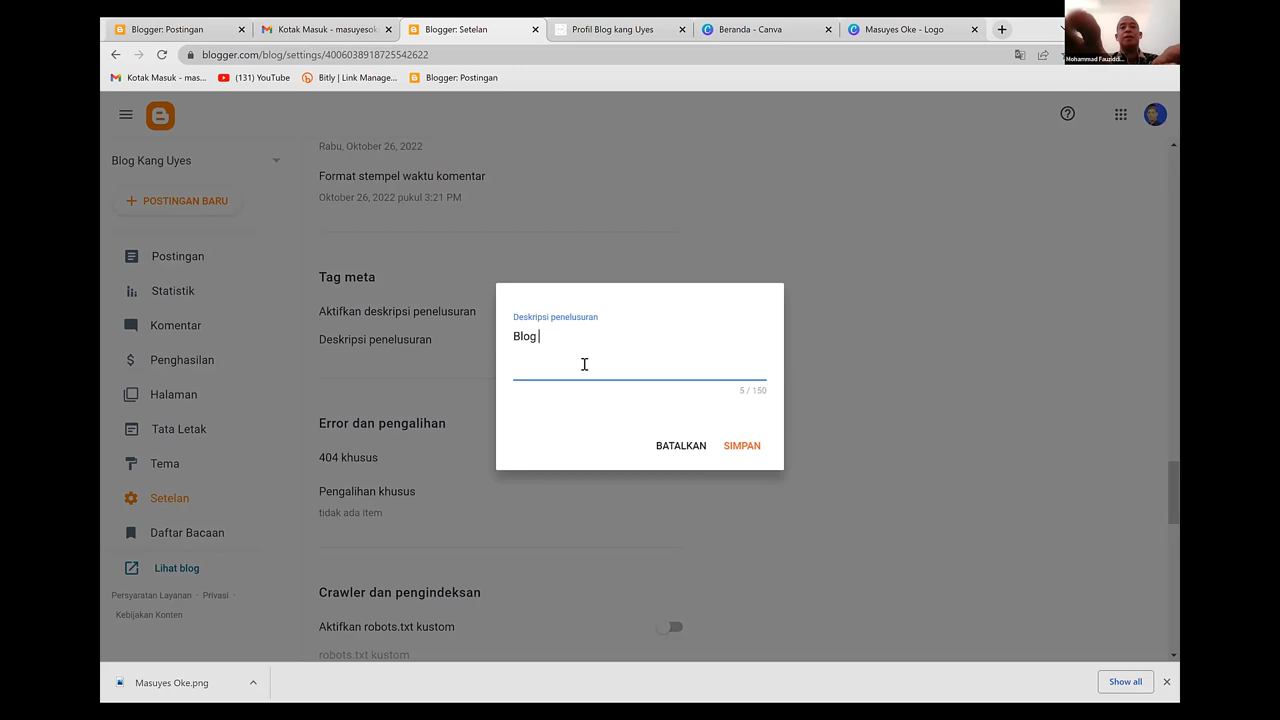 Blogger: Postingan
Kotak Masuk - masuyesok
Blogger: Setelan
Profil Blog kang Uyes
Beranda - Canva
Masuyes Oke - Logo
blogger.com/blog/settings/4006038918725542622
Kotak Masuk - mas...
(131) YouTube
Bitly | Link Manage...
Blogger: Postingan
Mohammad Fauziddi...
Blog Kang Uyes
POSTINGAN BARU
Postingan
Statistik
Komentar
Penghasilan
Halaman
Tata Letak
Tema
Setelan
Daftar Bacaan
Lihat blog
Persyaratan Layanan · Privasi ·
Kebijakan Konten
Rabu, Oktober 26, 2022
Format stempel waktu komentar
Oktober 26, 2022 pukul 3:21 PM
Tag meta
Aktifkan deskripsi penelusuran
Deskripsi penelusuran
Error dan pengalihan
404 khusus
Pengalihan khusus
tidak ada item
Crawler dan pengindeksan
Aktifkan robots.txt kustom
robots.txt kustom
Deskripsi penelusuran
Blog
5 / 150
BATALKAN
SIMPAN
Masuyes Oke.png
Show all